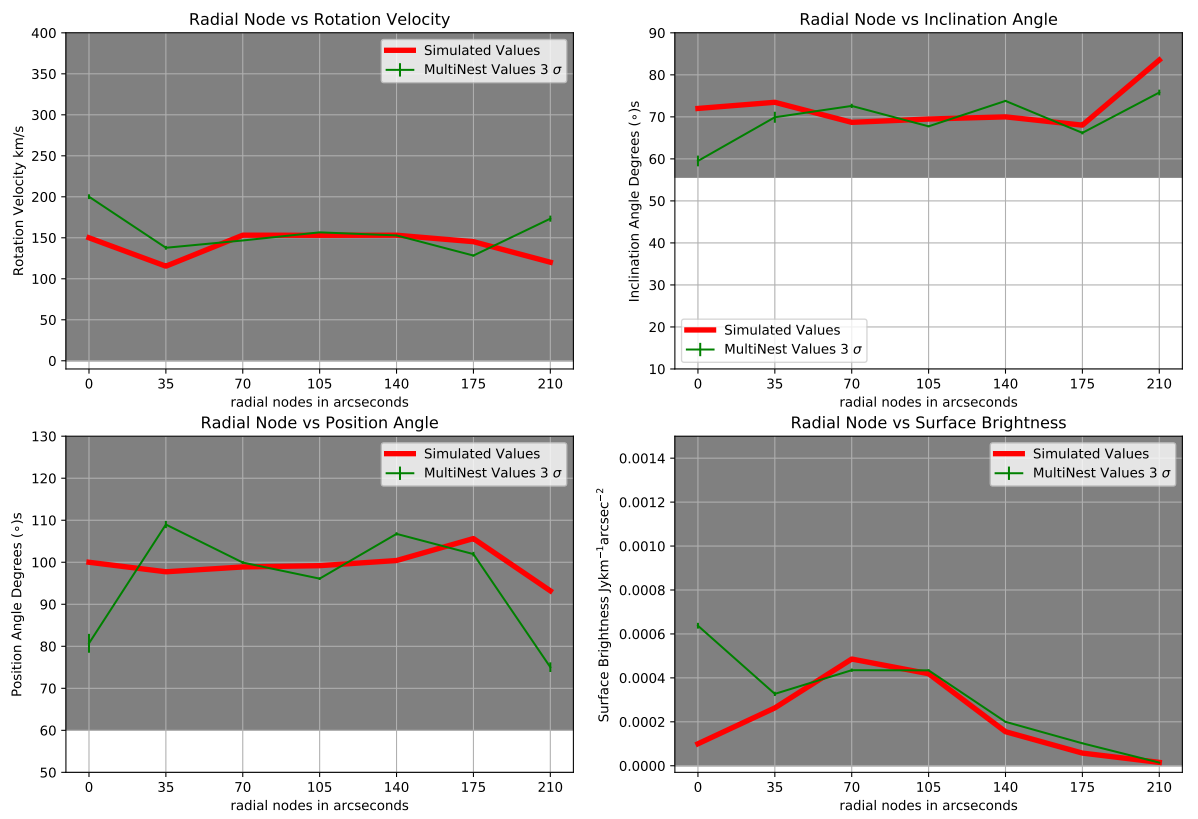 Radial Node vs Rotation Velocity
400
350
300
250
200
150
100
50
0
Rotation Velocity km/s
Simulated Values
MultiNest Values 3 σ
0 35 70 105 140 175 210
radial nodes in arcseconds
Radial Node vs Inclination Angle
90
80
70
60
50
40
30
20
10
Inclination Angle Degrees (∘)s
Simulated Values
MultiNest Values 3 σ
0 35 70 105 140 175 210
radial nodes in arcseconds
Radial Node vs Position Angle
130
120
110
100
90
80
70
60
50
Position Angle Degrees (∘)s
Simulated Values
MultiNest Values 3 σ
0 35 70 105 140 175 210
radial nodes in arcseconds
Radial Node vs Surface Brightness
0.0014
0.0012
0.0010
0.0008
0.0006
0.0004
0.0002
0.0000
Surface Brightness Jykm⁻¹arcsec⁻²
Simulated Values
MultiNest Values 3 σ
0 35 70 105 140 175 210
radial nodes in arcseconds